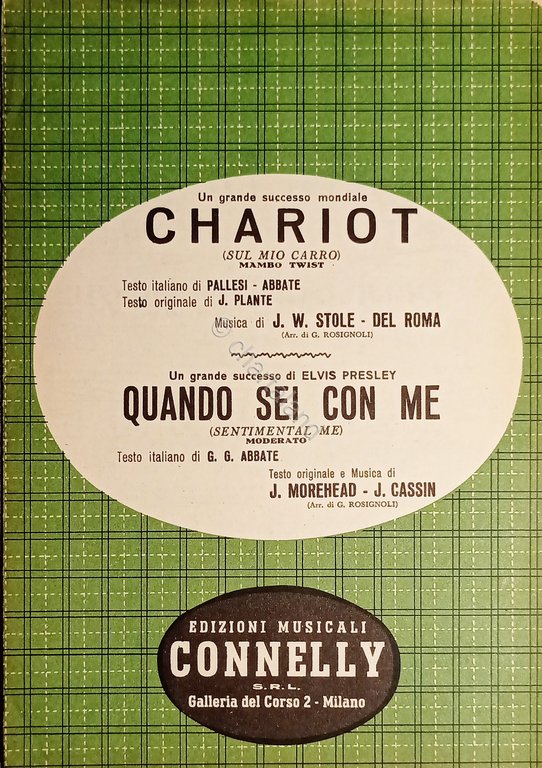 Un grande successo mondiale
CHARIOT
(SUL MIO CARRO)
MAMBO TWIST
Testo italiano di PALLESI - ABBATE
Testo originale di J. PLANTE
Musica di J. W. STOLE - DEL ROMA
(Arr. di G. ROSIGNOLI)
Un grande successo di ELVIS PRESLEY
QUANDO SEI CON ME
(SENTIMENTAL ME)
MODERATO
Testo italiano di G. G. ABBATE
Testo originale e Musica di
J. MOREHEAD - J. CASSIN
(Arr. di G. ROSIGNOLI)
EDIZIONI MUSICALI
CONNELLY
S.R.L.
Galleria del Corso 2 - Milano